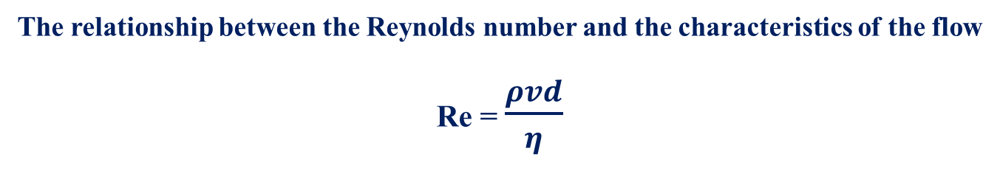 The relationship between the Reynolds number and the characteristics of the flow
Re = ρvd / η